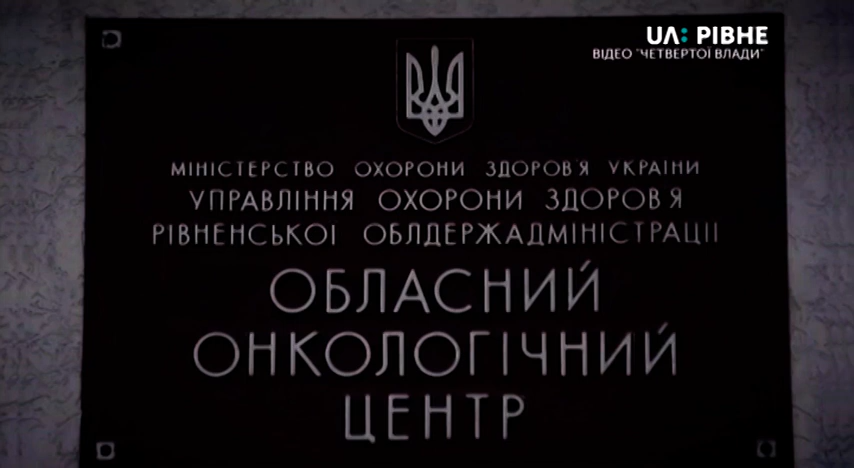 UA: РІВНЕ
ВІДЕО "ЧЕТВЕРТОЇ ВЛАДИ"
МІНІСТЕРСТВО ОХОРОНИ ЗДОРОВ'Я УКРАЇНИ
УПРАВЛІННЯ ОХОРОНИ ЗДОРОВ'Я
РІВНЕНСЬКОЇ ОБЛДЕРЖАДМІНІСТРАЦІЇ
ОБЛАСНИЙ
ОНКОЛОГІЧНИЙ
ЦЕНТР